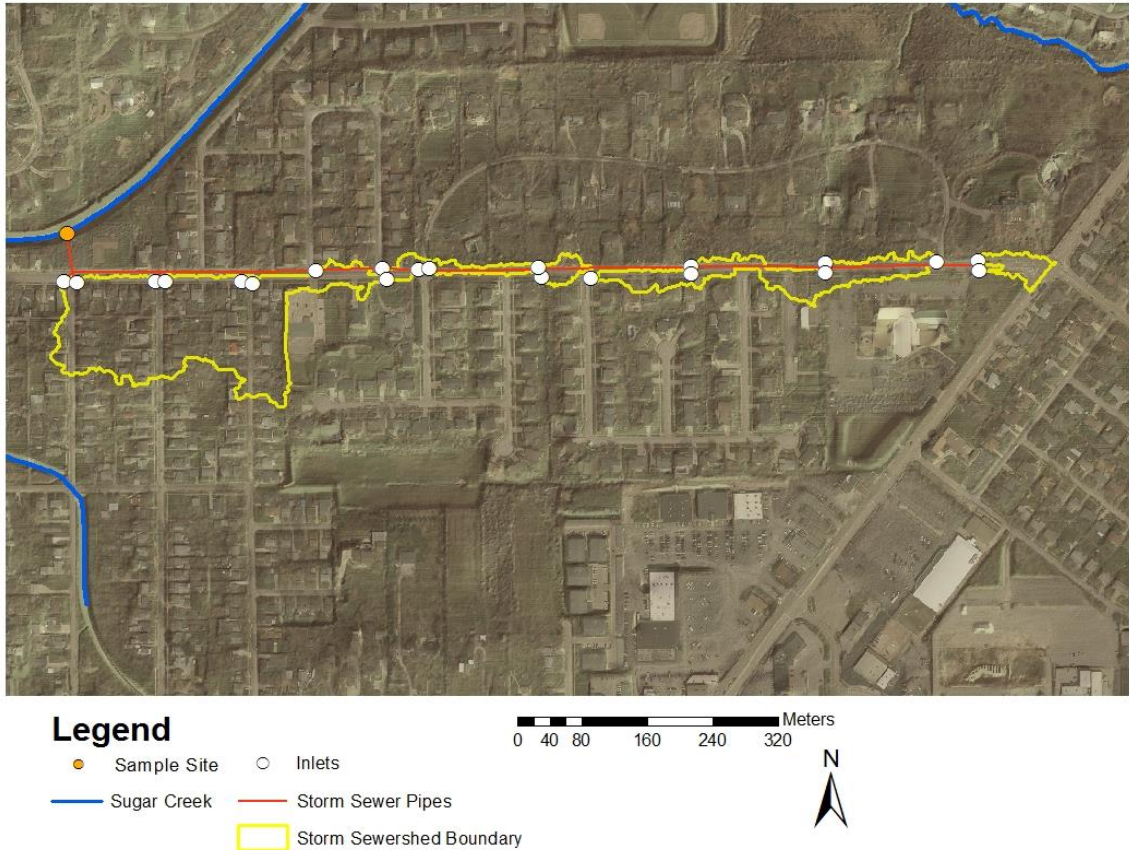 Legend
Sample Site
Inlets
Sugar Creek
Storm Sewer Pipes
Storm Sewershed Boundary
Meters
0 40 80 160 240 320
N